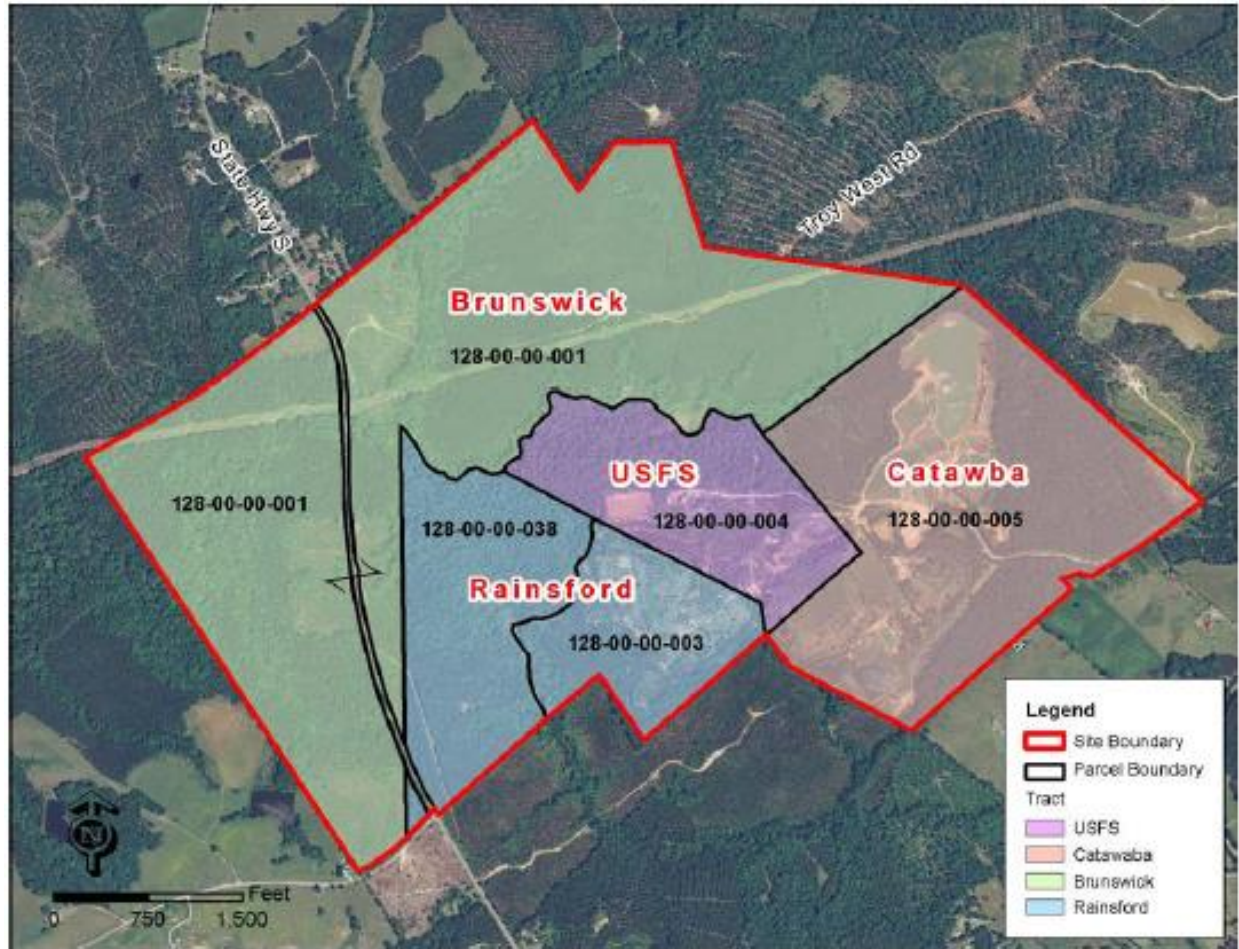 State Hwy S
Troy West Rd
Brunswick
128-00-00-001
USFS
Catawba
128-00-00-001
128-00-00-038
128-00-00-004
128-00-00-005
Rainsford
128-00-00-003
Legend
Site Boundary
Parcel Boundary
Tract
USFS
Catawaba
Brunswick
Rainsford
N
Feet
0 750 1,500